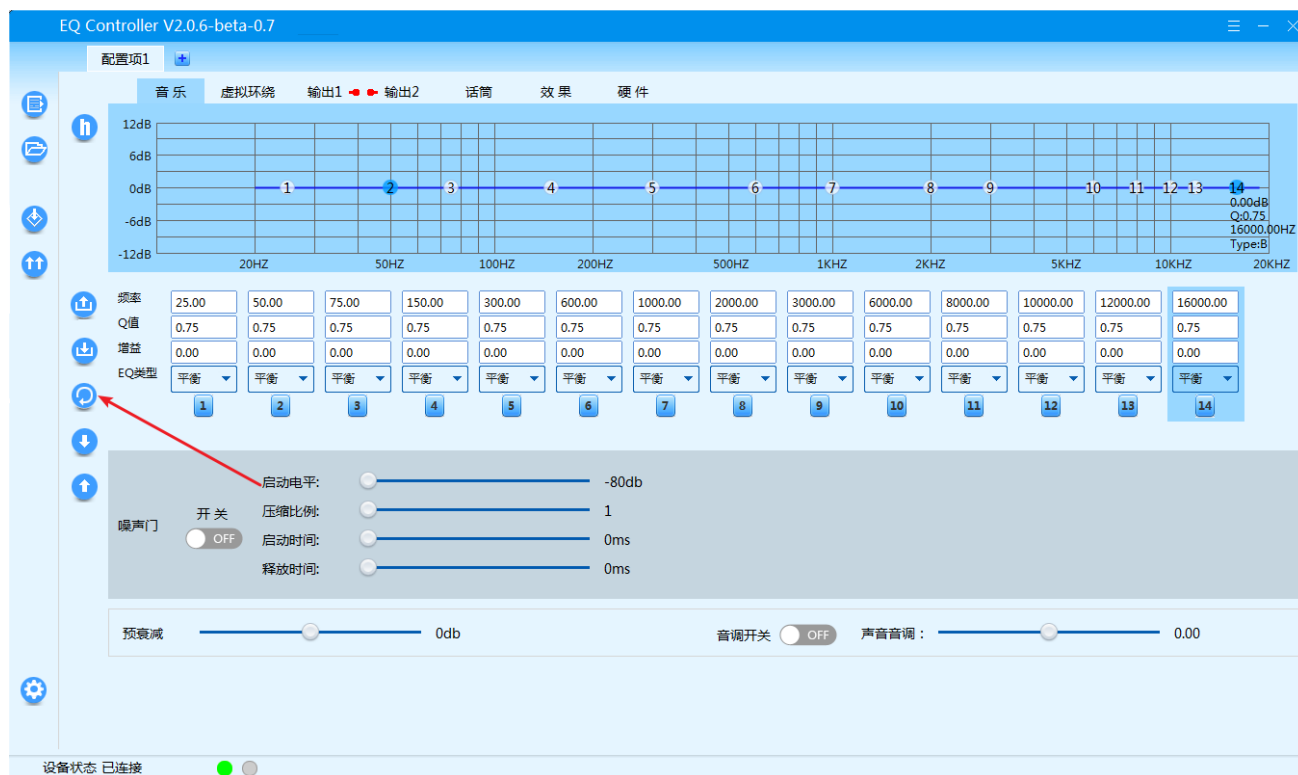 EQ Controller V2.0.6-beta-0.7
配置项1
音 乐 虚拟环绕 输出1 输出2 话筒 效 果 硬 件
h
12dB
6dB
0dB
-6dB
-12dB
1 2 3 4 5 6 7 8 9 10 11 12 13 14
0.00dB
Q:0.75
16000.00HZ
Type:B
20HZ 50HZ 100HZ 200HZ 500HZ 1KHZ 2KHZ 5KHZ 10KHZ 20KHZ
频率 25.00 50.00 75.00 150.00 300.00 600.00 1000.00 2000.00 3000.00 6000.00 8000.00 10000.00 12000.00 16000.00
Q值 0.75 0.75 0.75 0.75 0.75 0.75 0.75 0.75 0.75 0.75 0.75 0.75 0.75 0.75
增益 0.00 0.00 0.00 0.00 0.00 0.00 0.00 0.00 0.00 0.00 0.00 0.00 0.00 0.00
EQ类型 平衡 平衡 平衡 平衡 平衡 平衡 平衡 平衡 平衡 平衡 平衡 平衡 平衡 平衡
1 2 3 4 5 6 7 8 9 10 11 12 13 14
噪声门
开 关
OFF
启动电平: -80db
压缩比例: 1
启动时间: 0ms
释放时间: 0ms
预衰减 0db 音调开关 OFF 声音音调： 0.00
设备状态 已连接